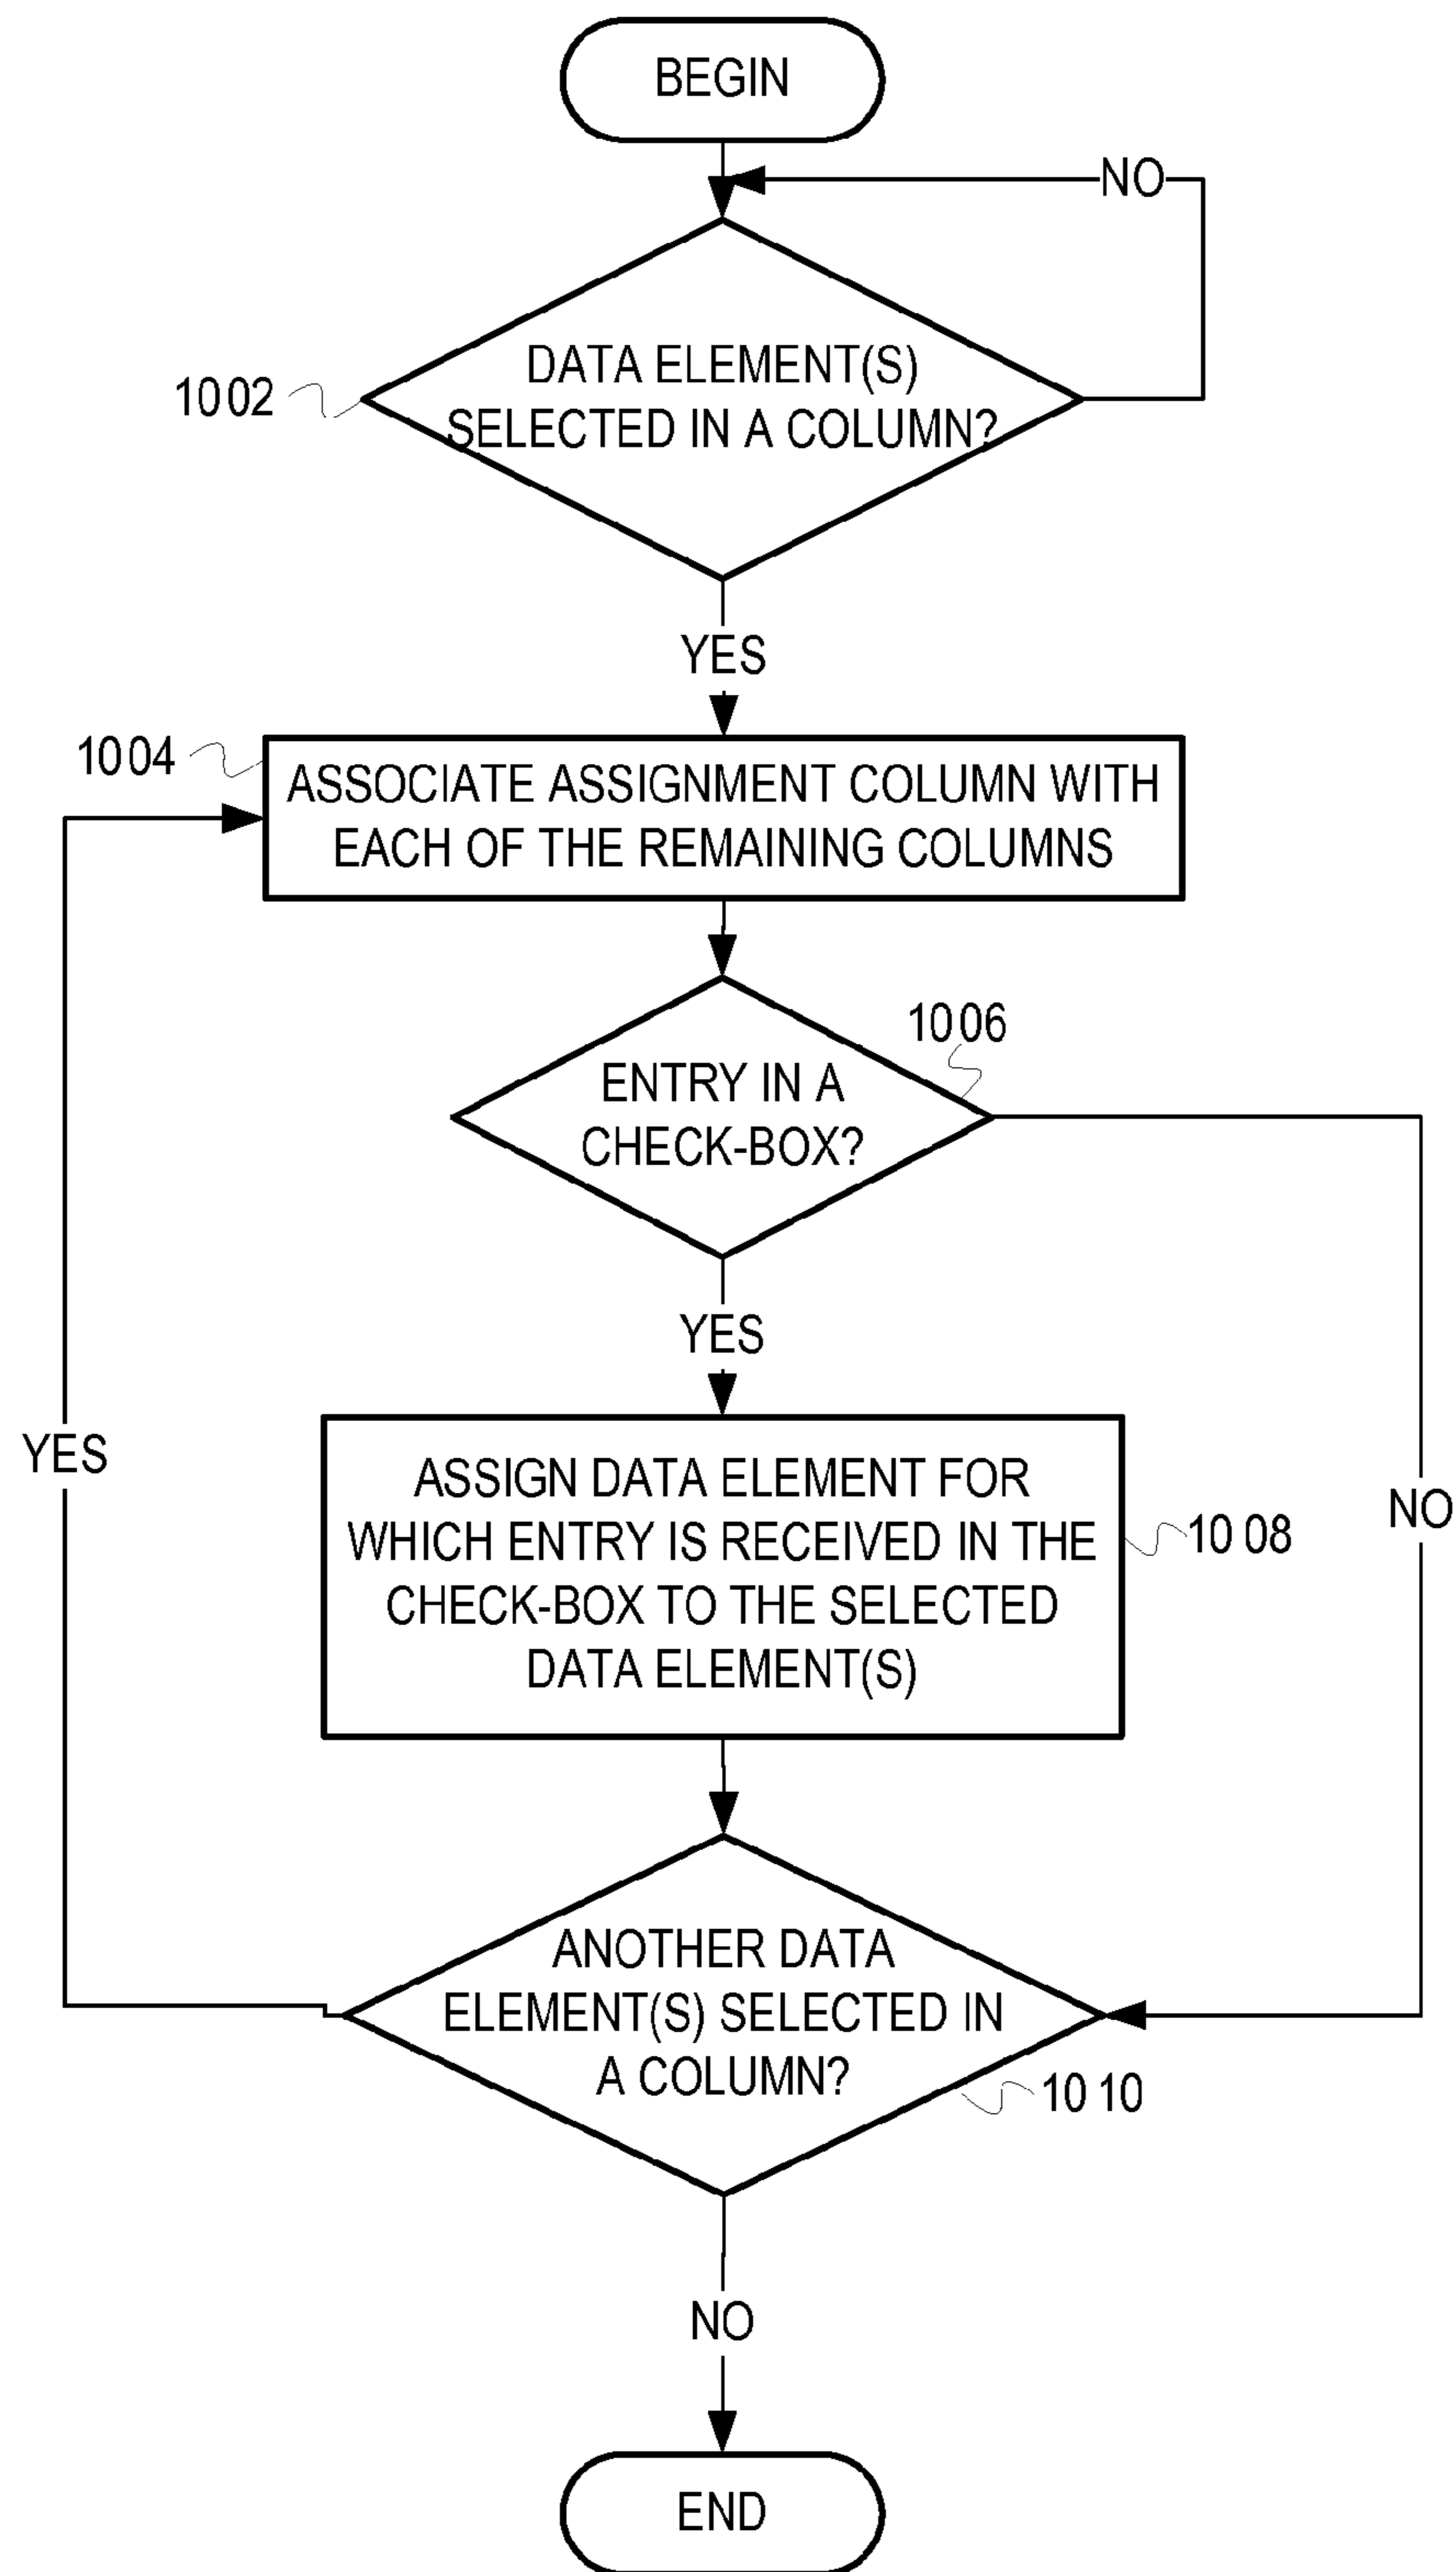 BEGIN
NO
DATA ELEMENT(S)
SELECTED IN A COLUMN?
1002
YES
1004
ASSOCIATE ASSIGNMENT COLUMN WITH
EACH OF THE REMAINING COLUMNS
1006
ENTRY IN A
CHECK-BOX?
YES
YES
NO
ASSIGN DATA ELEMENT FOR
WHICH ENTRY IS RECEIVED IN THE
CHECK-BOX TO THE SELECTED
DATA ELEMENT(S)
1008
ANOTHER DATA
ELEMENT(S) SELECTED IN
A COLUMN?
1010
NO
END